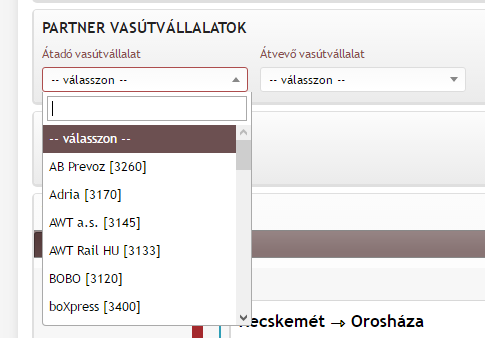 PARTNER VASÚTVÁLLALATOK
Átadó vasútvállalat Átvevő vasútvállalat
-- válasszon -- -- válasszon --
-- válasszon --
AB Prevoz [3260]
Adria [3170]
AWT a.s. [3145]
AWT Rail HU [3133]
BOBO [3120]
boXpress [3400]
Kecskemét → Orosháza